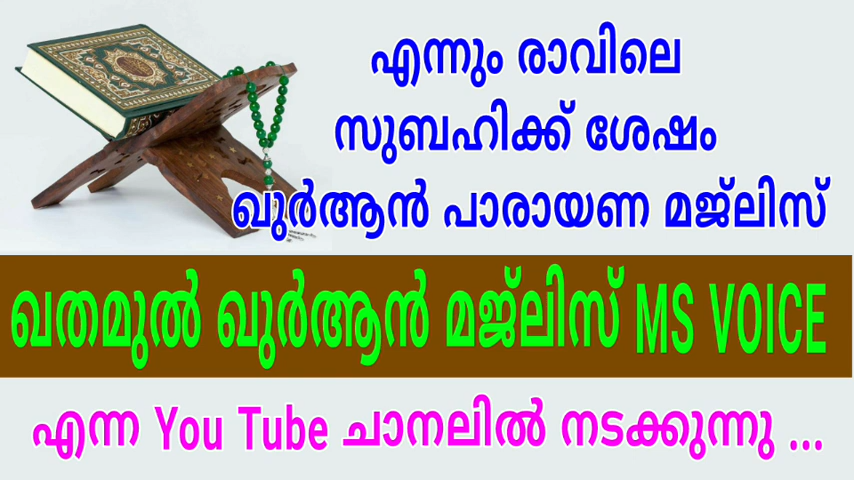 എന്നും രാവിലെ
സുബഹിക്ക് ശേഷം
ഖുർആൻ പാരായണ മജ്ലിസ്
ഖതമുൽ ഖുർആൻ മജ്ലിസ് MS VOICE
എന്ന You Tube ചാനലിൽ നടക്കുന്നു ...